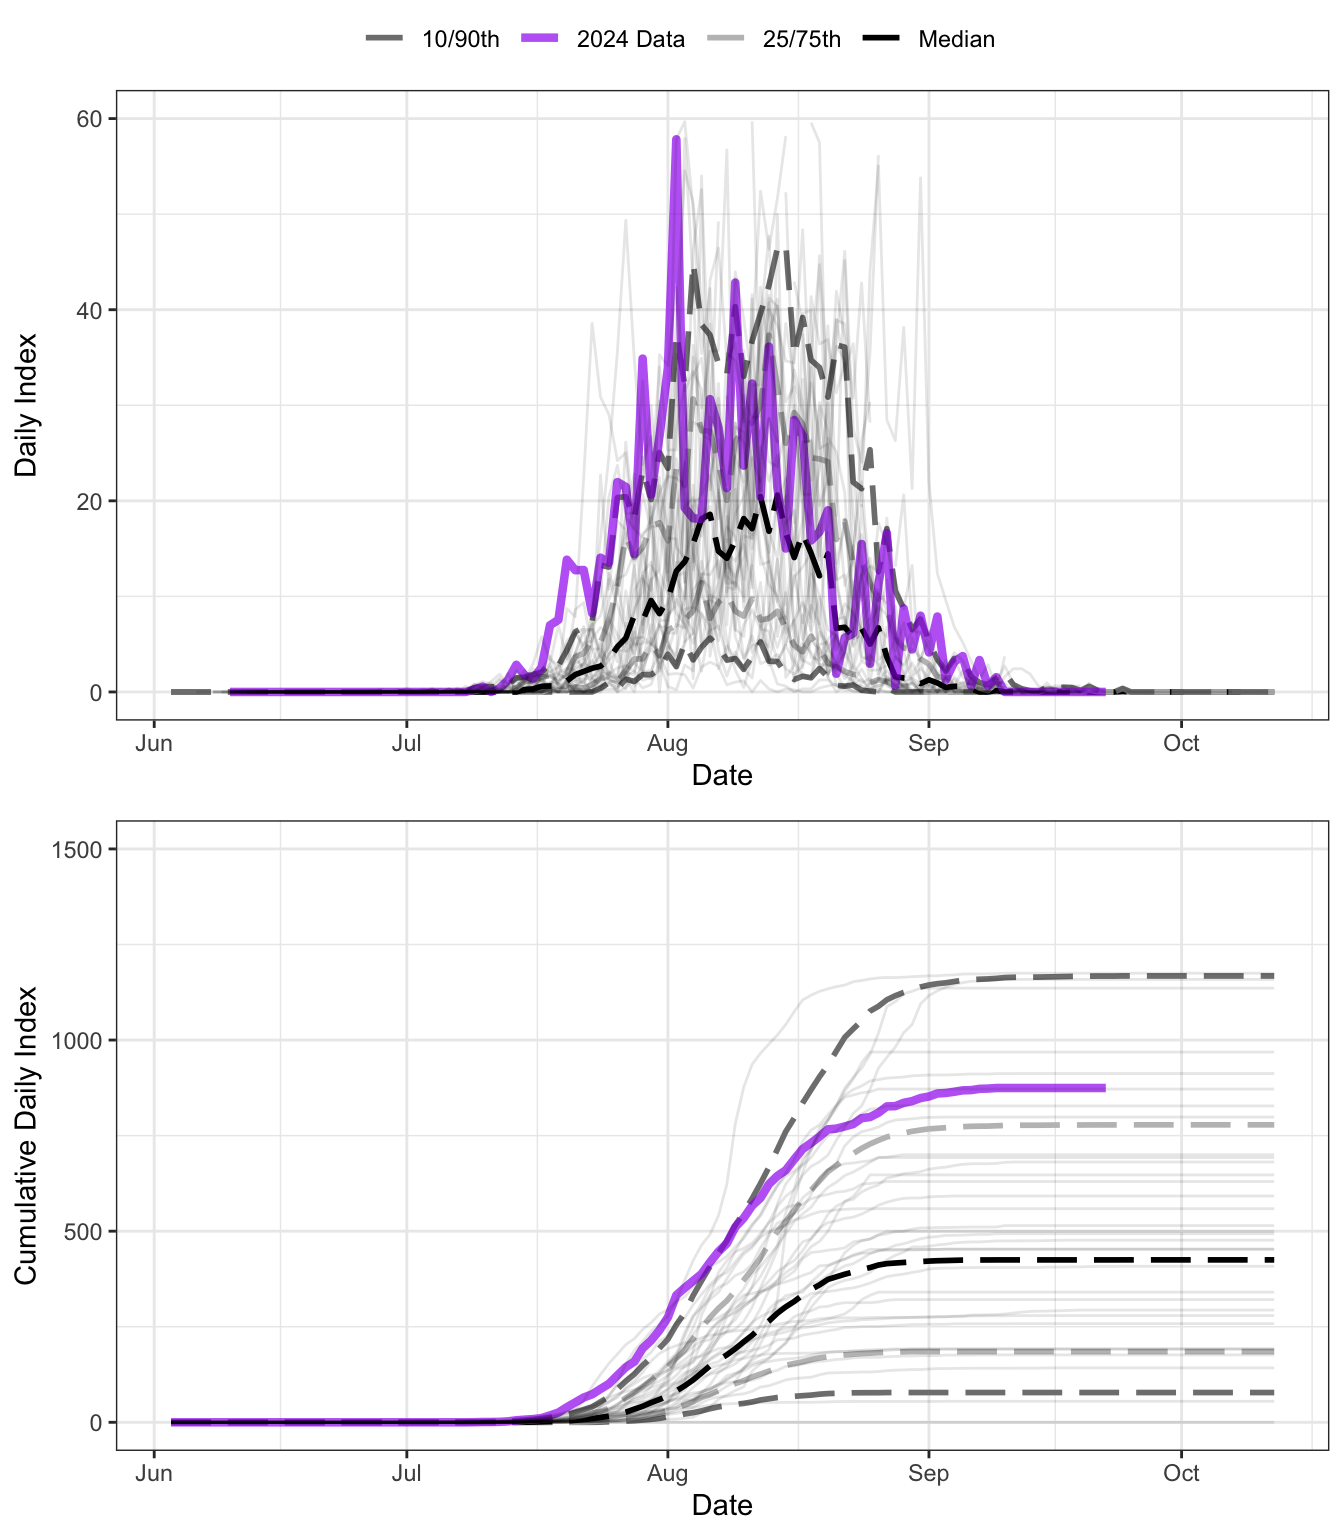 10/90th 2024 Data 25/75th Median
60
40
20
0
Daily Index
Jun Jul Aug Sep Oct
Date
1500
1000
500
0
Cumulative Daily Index
Jun Jul Aug Sep Oct
Date